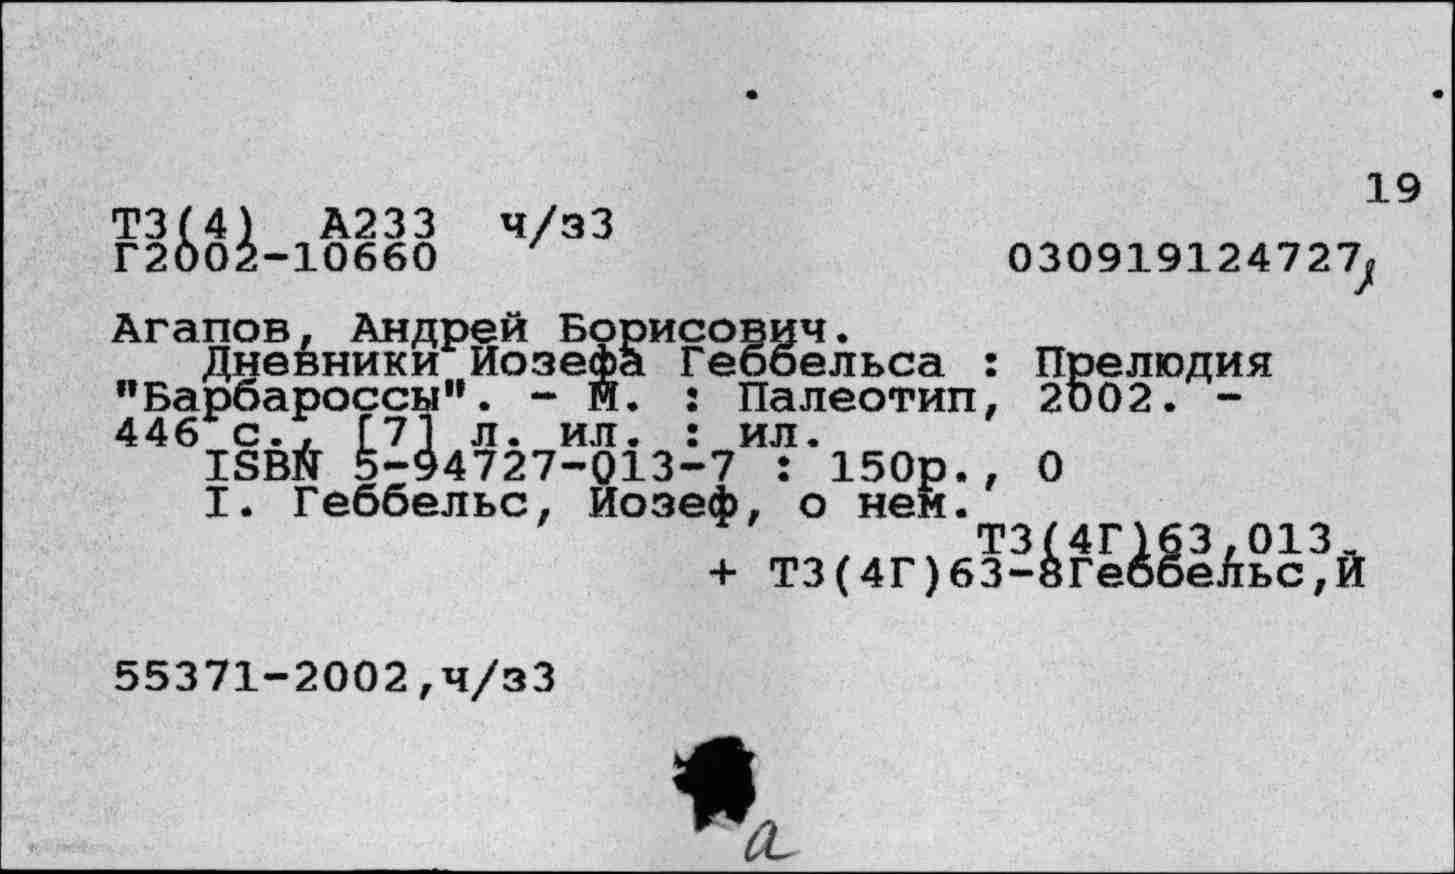 19
Т3(4) А233 ч/з3
Г2002-10660 030919124727
Агапов, Андрей Борисович.
Дневники Йозефа Геббельса : Прелюдия
"Барбароссы". - М. : Палеотип, 2002. -
446 с., [7] л. ил. : ил.
ISBN 5-94727-013-7 : 150р., 0
I. Геббельс, Йозеф, о нем.
Т3(4Г)63,013
+ Т3(4Г)63-8Геббельс,Й
55371-2002,ч/з3
а